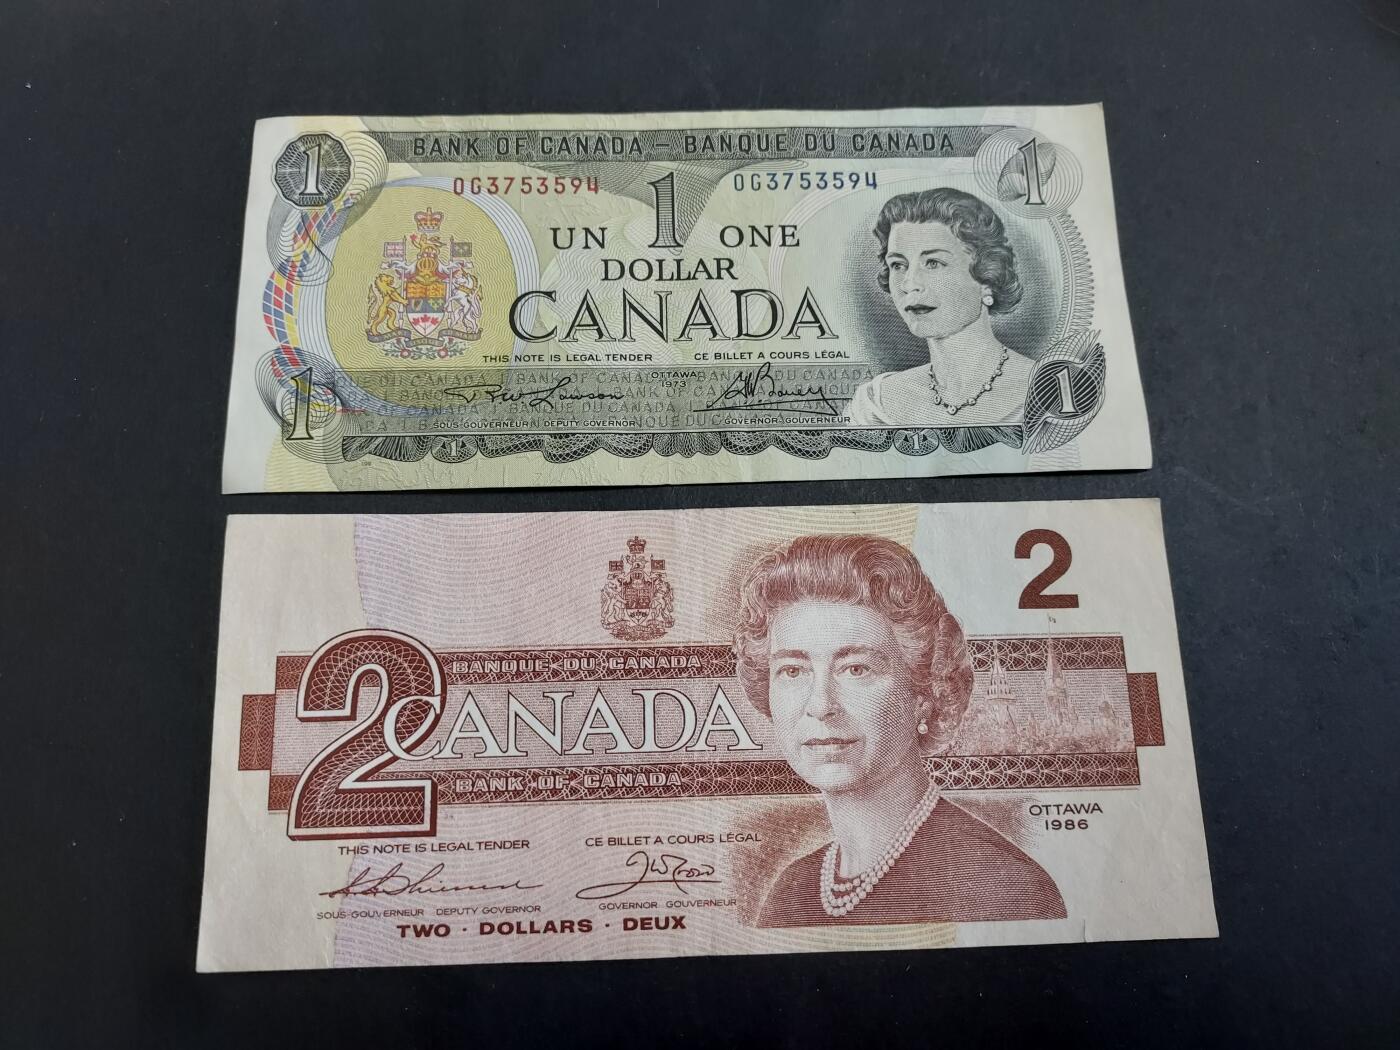 1
BANK OF CANADA – BANQUE DU CANADA
1
OG3753594
1
OG3753594
UN
ONE
DOLLAR
CANADA
THIS NOTE IS LEGAL TENDER
CE BILLET A COURS LÉGAL
OTTAWA
1973
1
1
SOUS-GOUVERNEUR DEPUTY GOVERNOR
GOVERNOR-GOUVERNEUR
1
1
2
BANQUE DU CANADA
2
CANADA
BANK OF CANADA
OTTAWA
1986
THIS NOTE IS LEGAL TENDER
CE BILLET A COURS LÉGAL
SOUS-GOUVERNEUR DEPUTY GOVERNOR
GOVERNOR GOUVERNEUR
TWO · DOLLARS · DEUX